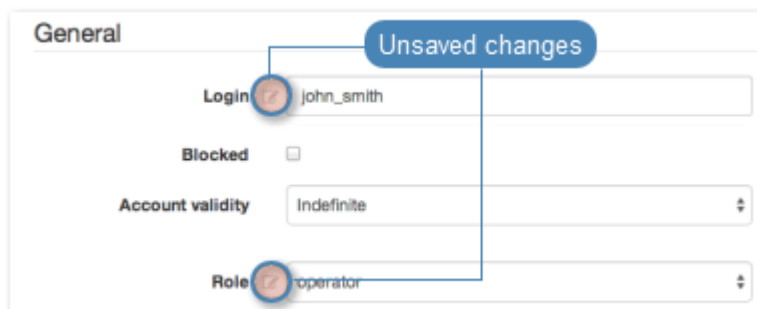 General
Unsaved changes
Login john_smith
Blocked
Account validity Indefinite
Role operator